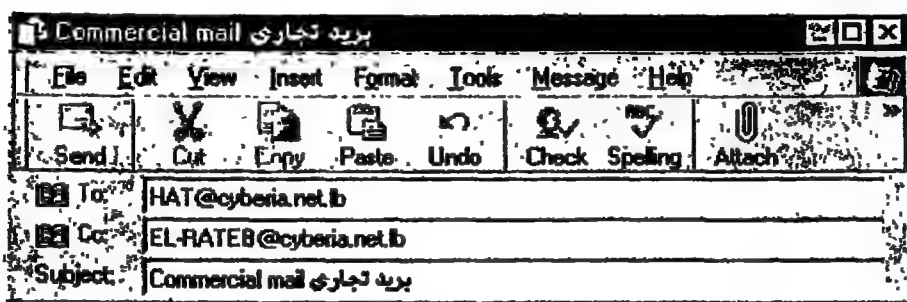 Commercial mail بريد تجاري
File Edit View Insert Format Tools Message Help
Send Cut Copy Paste Undo Check Spelling Attach
To: HAT@cyberia.net.lb
Cc: EL-RATEB@cyberia.net.lb
Subject: Commercial mail بريد تجاري